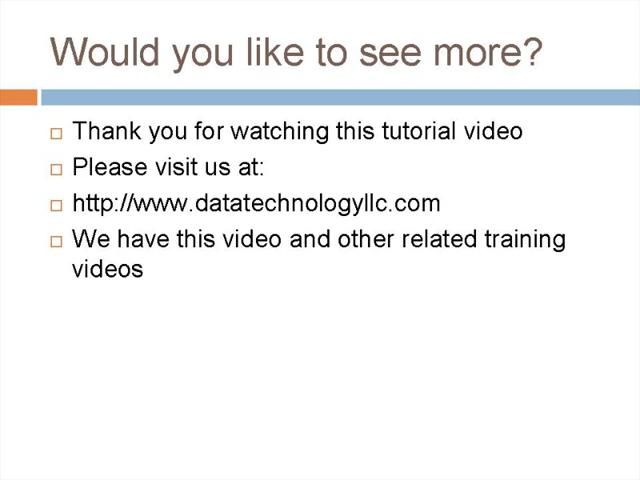 Would you like to see more?
Thank you for watching this tutorial video
Please visit us at:
http://www.datatechnologyllc.com
We have this video and other related training
videos